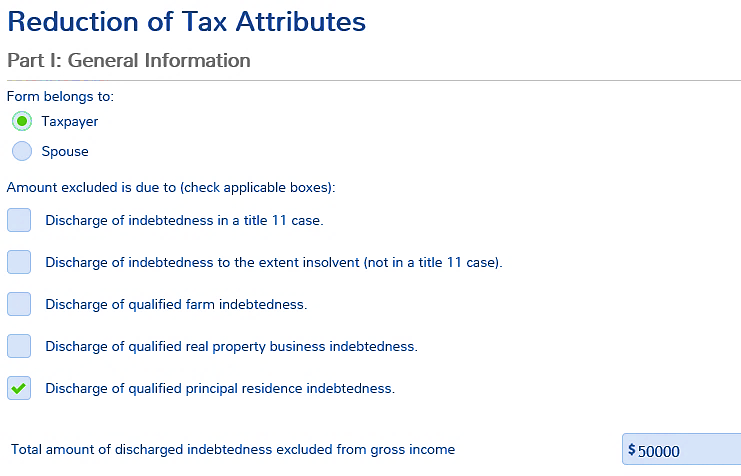 Reduction of Tax Attributes
Part I: General Information
Form belongs to:
Taxpayer
Spouse
Amount excluded is due to (check applicable boxes):
Discharge of indebtedness in a title 11 case.
Discharge of indebtedness to the extent insolvent (not in a title 11 case).
Discharge of qualified farm indebtedness.
Discharge of qualified real property business indebtedness.
Discharge of qualified principal residence indebtedness.
Total amount of discharged indebtedness excluded from gross income $50000